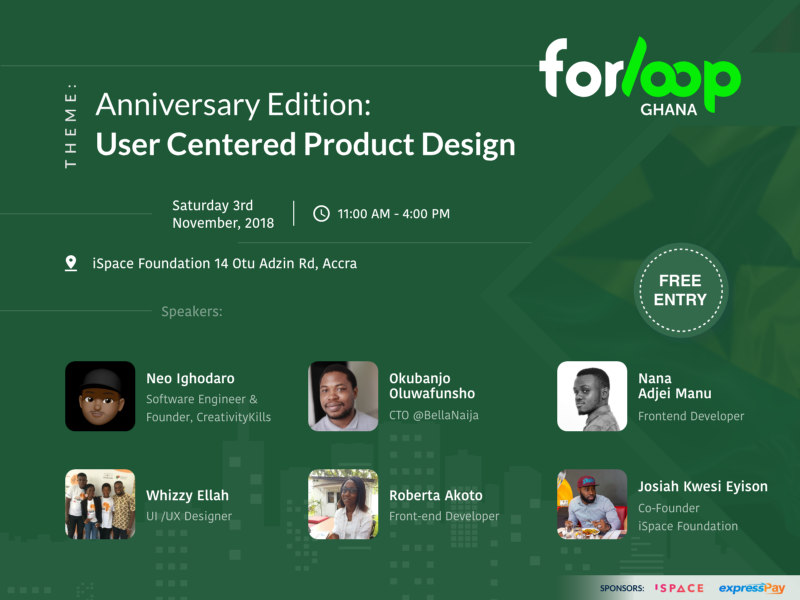 forloop
GHANA
THEME:
Anniversary Edition:
User Centered Product Design
Saturday 3rd
November, 2018
11:00 AM - 4:00 PM
iSpace Foundation 14 Otu Adzin Rd, Accra
FREE
ENTRY
Speakers:
Neo Ighodaro
Software Engineer &
Founder, CreativityKills
Okubanjo
Oluwafunsho
CTO @BellaNaija
Nana
Adjei Manu
Frontend Developer
Whizzy Ellah
UI /UX Designer
Roberta Akoto
Front-end Developer
Josiah Kwesi Eyison
Co-Founder
iSpace Foundation
SPONSORS: ISPACE expressPay